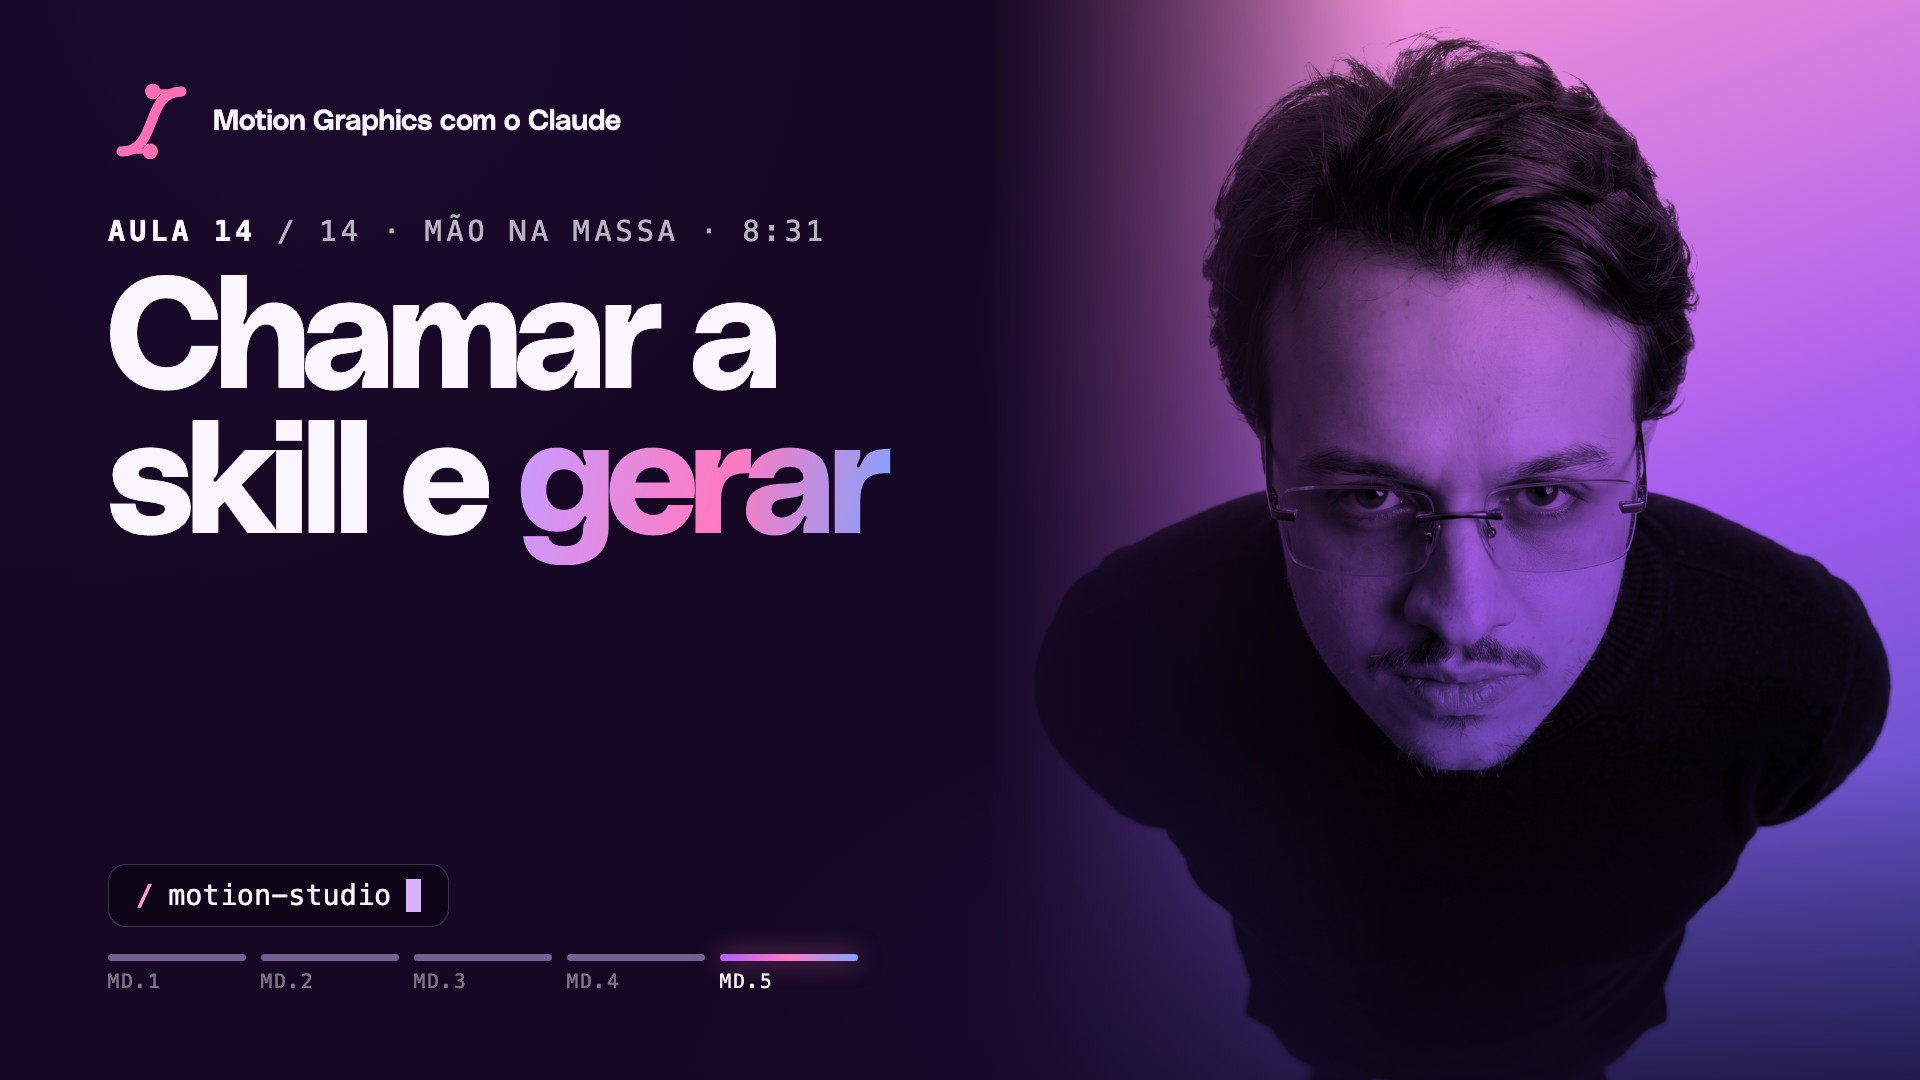 Motion Graphics com o Claude
AULA 14 / 14 · MÃO NA MASSA · 8:31
Chamar a
skill e gerar
/ motion-studio
MD.1 MD.2 MD.3 MD.4 MD.5